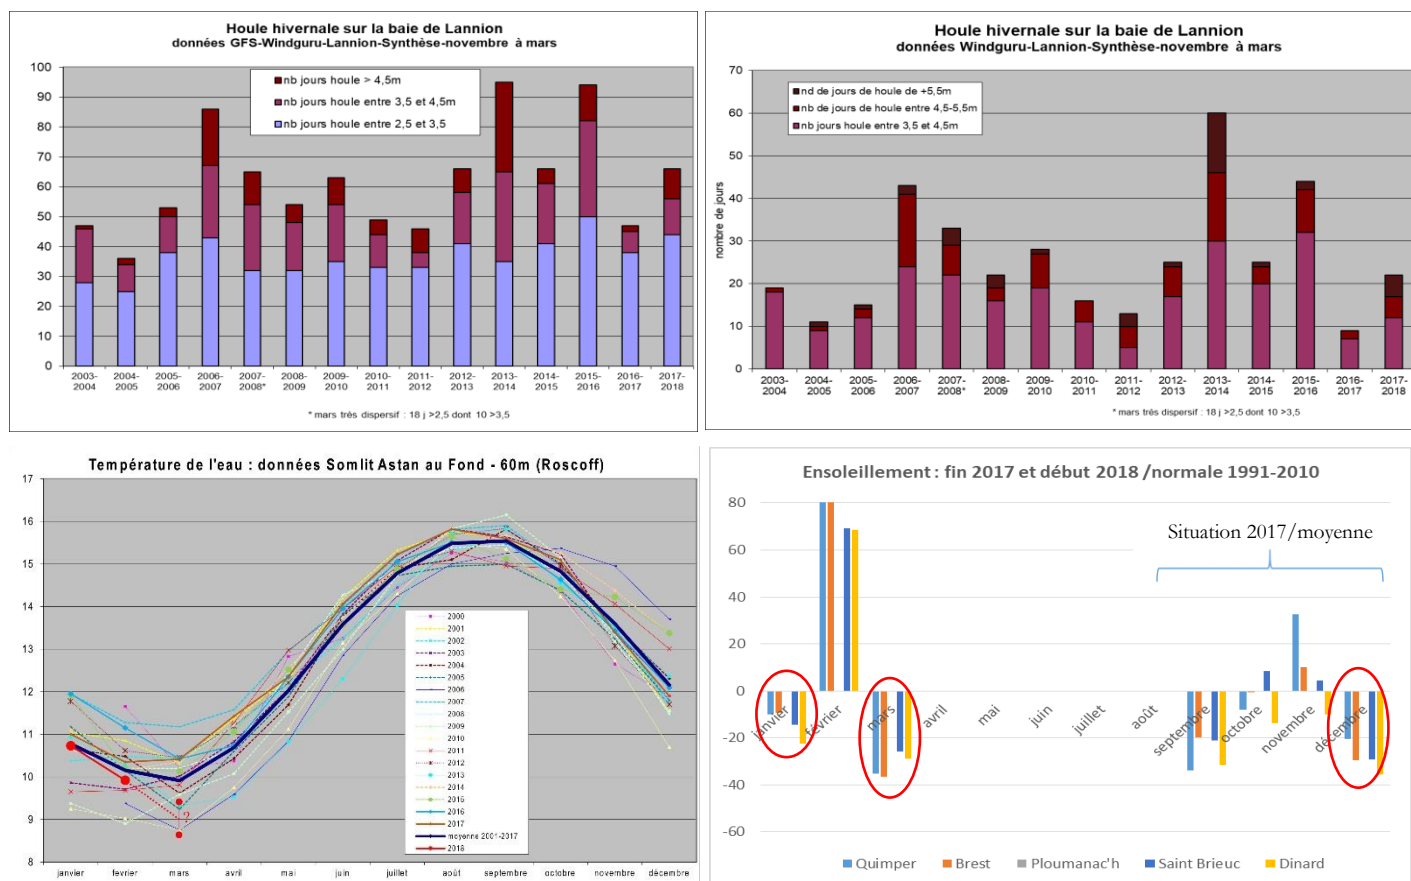 Houle hivernale sur la baie de Lannion
données GFS-Windguru-Lannion-Synthèse-novembre à mars
100
90
80
70
60
50
40
30
20
10
0
nb jours houle > 4,5m
nb jours houle entre 3,5 et 4,5m
nb jours houle entre 2,5 et 3,5
2003-2004
2004-2005
2005-2006
2006-2007
2007-2008*
2008-2009
2009-2010
2010-2011
2011-2012
2012-2013
2013-2014
2014-2015
2015-2016
2016-2017
2017-2018
* mars très dispersif : 18 j >2,5 dont 10 >3,5
Houle hivernale sur la baie de Lannion
données Windguru-Lannion-Synthèse-novembre à mars
nombre de jours
70
60
50
40
30
20
10
0
nd de jours de houle de +5,5m
nb de jours de houle entre 4,5-5,5m
nb jours houle entre 3,5 et 4,5m
2003-2004
2004-2005
2005-2006
2006-2007
2007-2008*
2008-2009
2009-2010
2010-2011
2011-2012
2012-2013
2013-2014
2014-2015
2015-2016
2016-2017
2017-2018
* mars très dispersif : 18 j >2,5 dont 10 >3,5
Température de l'eau : données Somlit Astan au Fond - 60m (Roscoff)
17
16
15
14
13
12
11
10
9
8
2000
2001
2002
2003
2004
2005
2006
2007
2008
2009
2010
2011
2012
2013
2014
2015
2016
2017
moyenne 2001-2017
2018
?
janvier
fevrier
mars
avril
mai
juin
juillet
août
septembre
octobre
novembre
décembre
Ensoleillement : fin 2017 et début 2018 /normale 1991-2010
80
60
40
20
0
-20
-40
-60
Situation 2017/moyenne
janvier
février
mars
avril
mai
juin
juillet
août
septembre
octobre
novembre
décembre
Quimper
Brest
Ploumanac'h
Saint Brieuc
Dinard